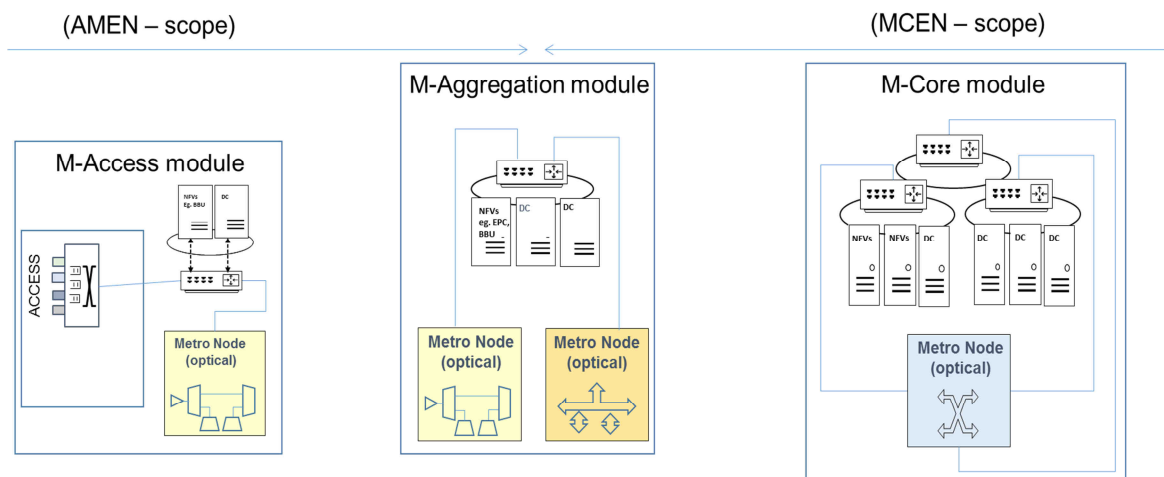 (AMEN – scope)
(MCEN – scope)
M-Access module
NFVs
Eg. BBU
DC
ACCESS
Metro Node
(optical)
M-Aggregation module
NFVs
eg. EPC,
BBU
DC
DC
Metro Node
(optical)
Metro Node
(optical)
M-Core module
NFVs
NFVs
DC
DC
DC
DC
Metro Node
(optical)